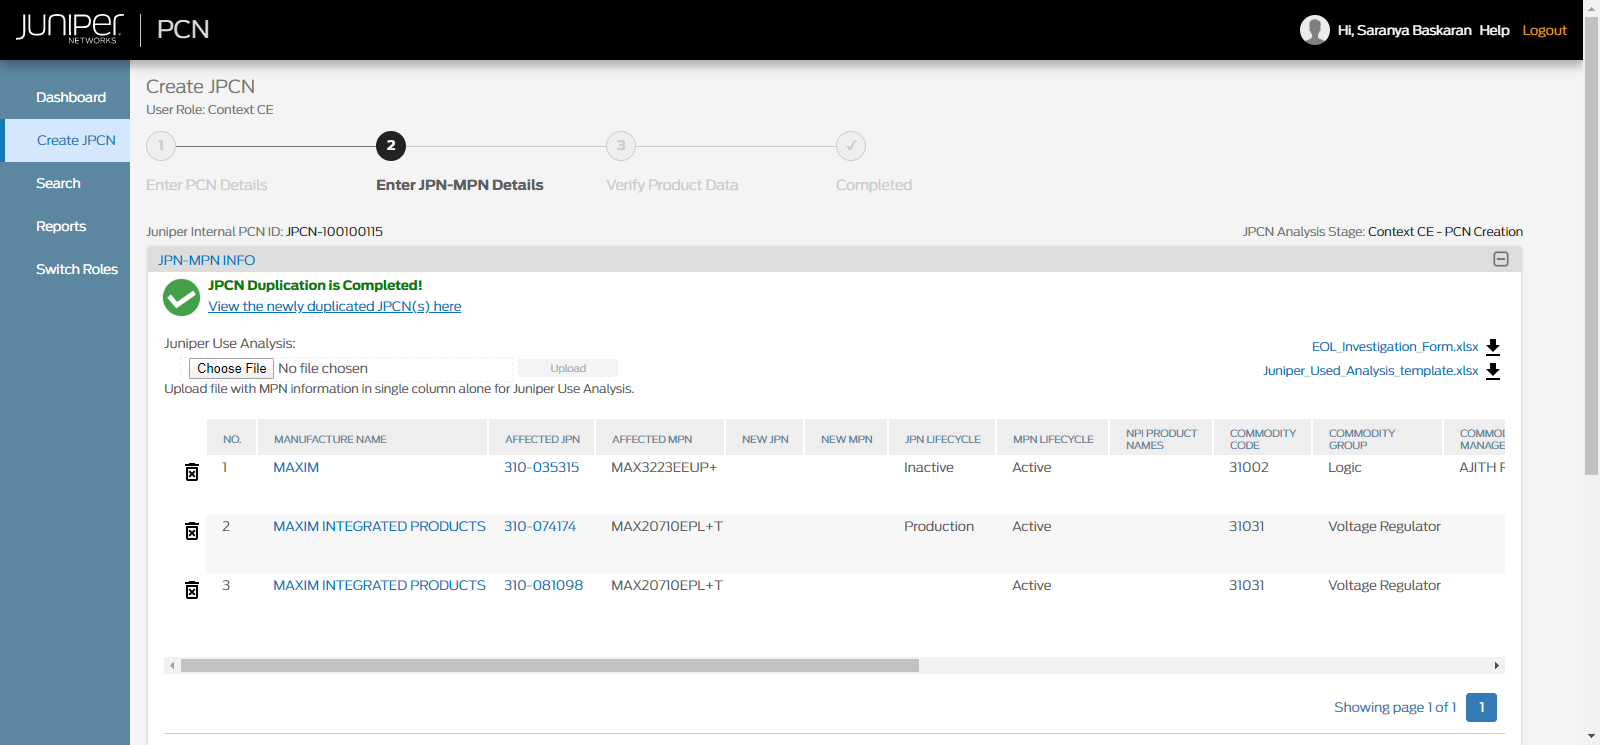 JUNIPER NETWORKS PCN Hi, Saranya Baskaran Help Logout
Dashboard
Create JPCN
Search
Reports
Switch Roles
Create JPCN
User Role: Context CE
1 2 3 ✓
Enter PCN Details Enter JPN-MPN Details Verify Product Data Completed
Juniper Internal PCN ID: JPCN-100100115 JPCN Analysis Stage: Context CE - PCN Creation
JPN-MPN INFO
JPCN Duplication is Completed!
View the newly duplicated JPCN(s) here
Juniper Use Analysis:
Choose File No file chosen Upload
Upload file with MPN information in single column alone for Juniper Use Analysis.
EOL_Investigation_Form.xlsx
Juniper_Used_Analysis_template.xlsx
NO. MANUFACTURE NAME AFFECTED JPN AFFECTED MPN NEW JPN NEW MPN JPN LIFECYCLE MPN LIFECYCLE NPI PRODUCT NAMES COMMODITY CODE COMMODITY GROUP COMMOD MANAGE
1 MAXIM 310-035315 MAX3223EEUP+ Inactive Active 31002 Logic AJITH R
2 MAXIM INTEGRATED PRODUCTS 310-074174 MAX20710EPL+T Production Active 31031 Voltage Regulator
3 MAXIM INTEGRATED PRODUCTS 310-081098 MAX20710EPL+T Active 31031 Voltage Regulator
Showing page 1 of 1 1